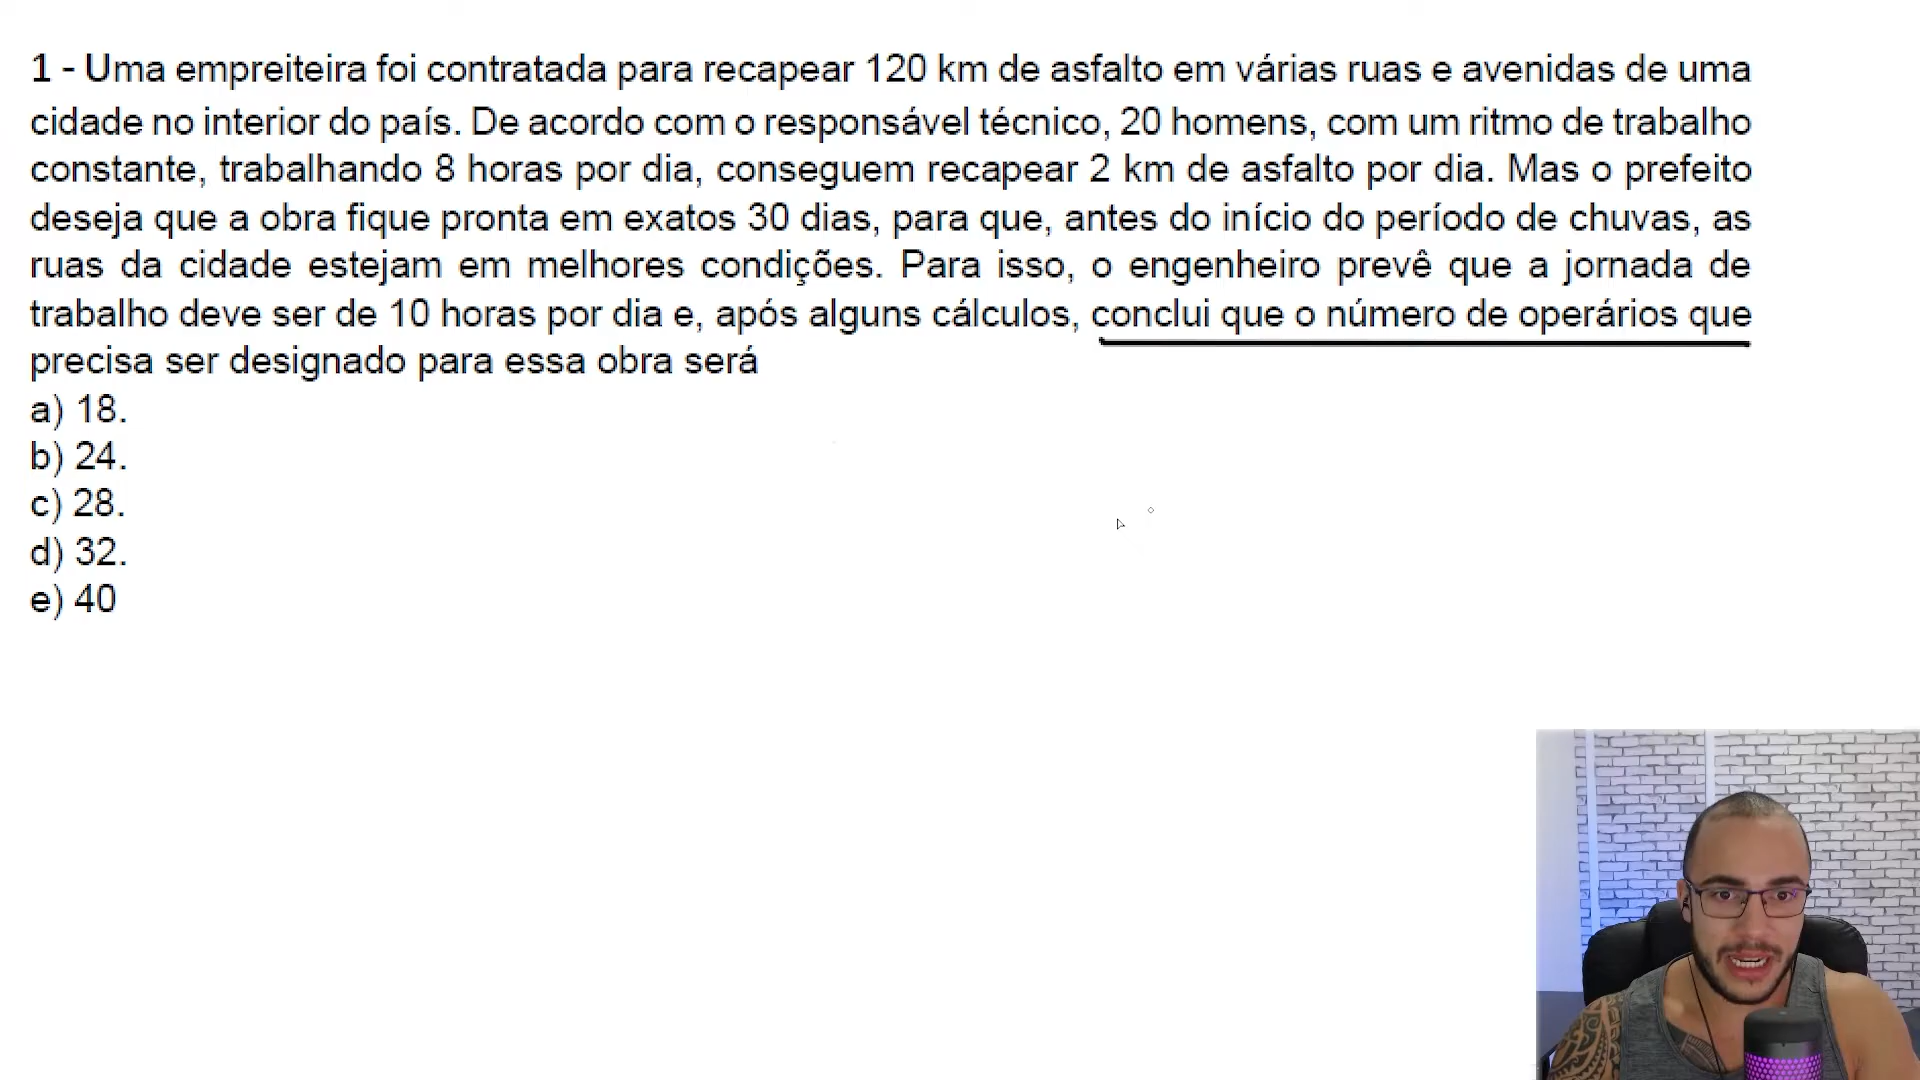 1 - Uma empreiteira foi contratada para recapear 120 km de asfalto em várias ruas e avenidas de uma
cidade no interior do país. De acordo com o responsável técnico, 20 homens, com um ritmo de trabalho
constante, trabalhando 8 horas por dia, conseguem recapear 2 km de asfalto por dia. Mas o prefeito
deseja que a obra fique pronta em exatos 30 dias, para que, antes do início do período de chuvas, as
ruas da cidade estejam em melhores condições. Para isso, o engenheiro prevê que a jornada de
trabalho deve ser de 10 horas por dia e, após alguns cálculos, conclui que o número de operários que
precisa ser designado para essa obra será
a) 18.
b) 24.
c) 28.
d) 32.
e) 40